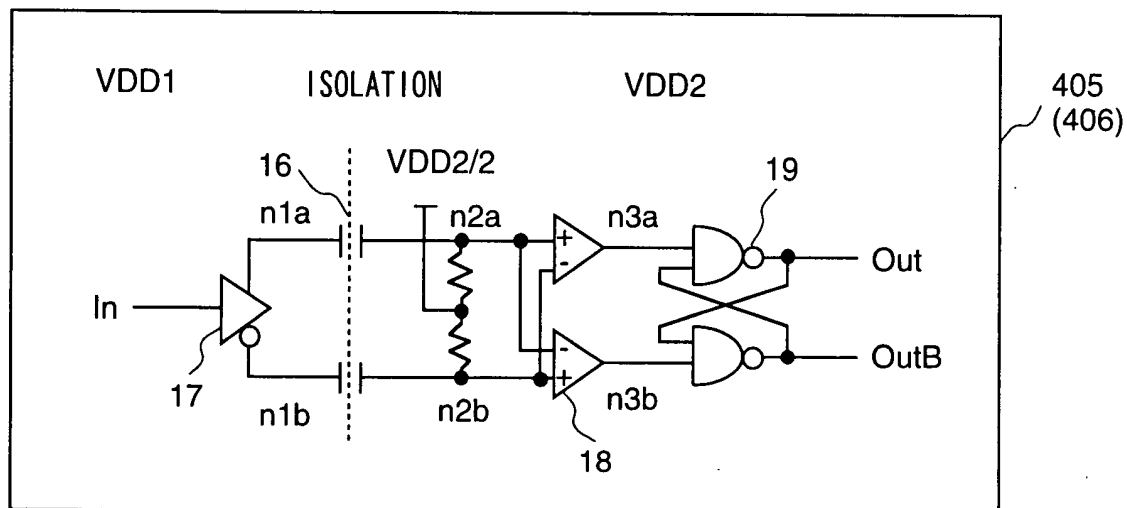 VDD1
ISOLATION
VDD2
405
(406)
16
VDD2/2
19
n1a
n2a
n3a
+
-
Out
In
-
+
OutB
17
n1b
n2b
n3b
18